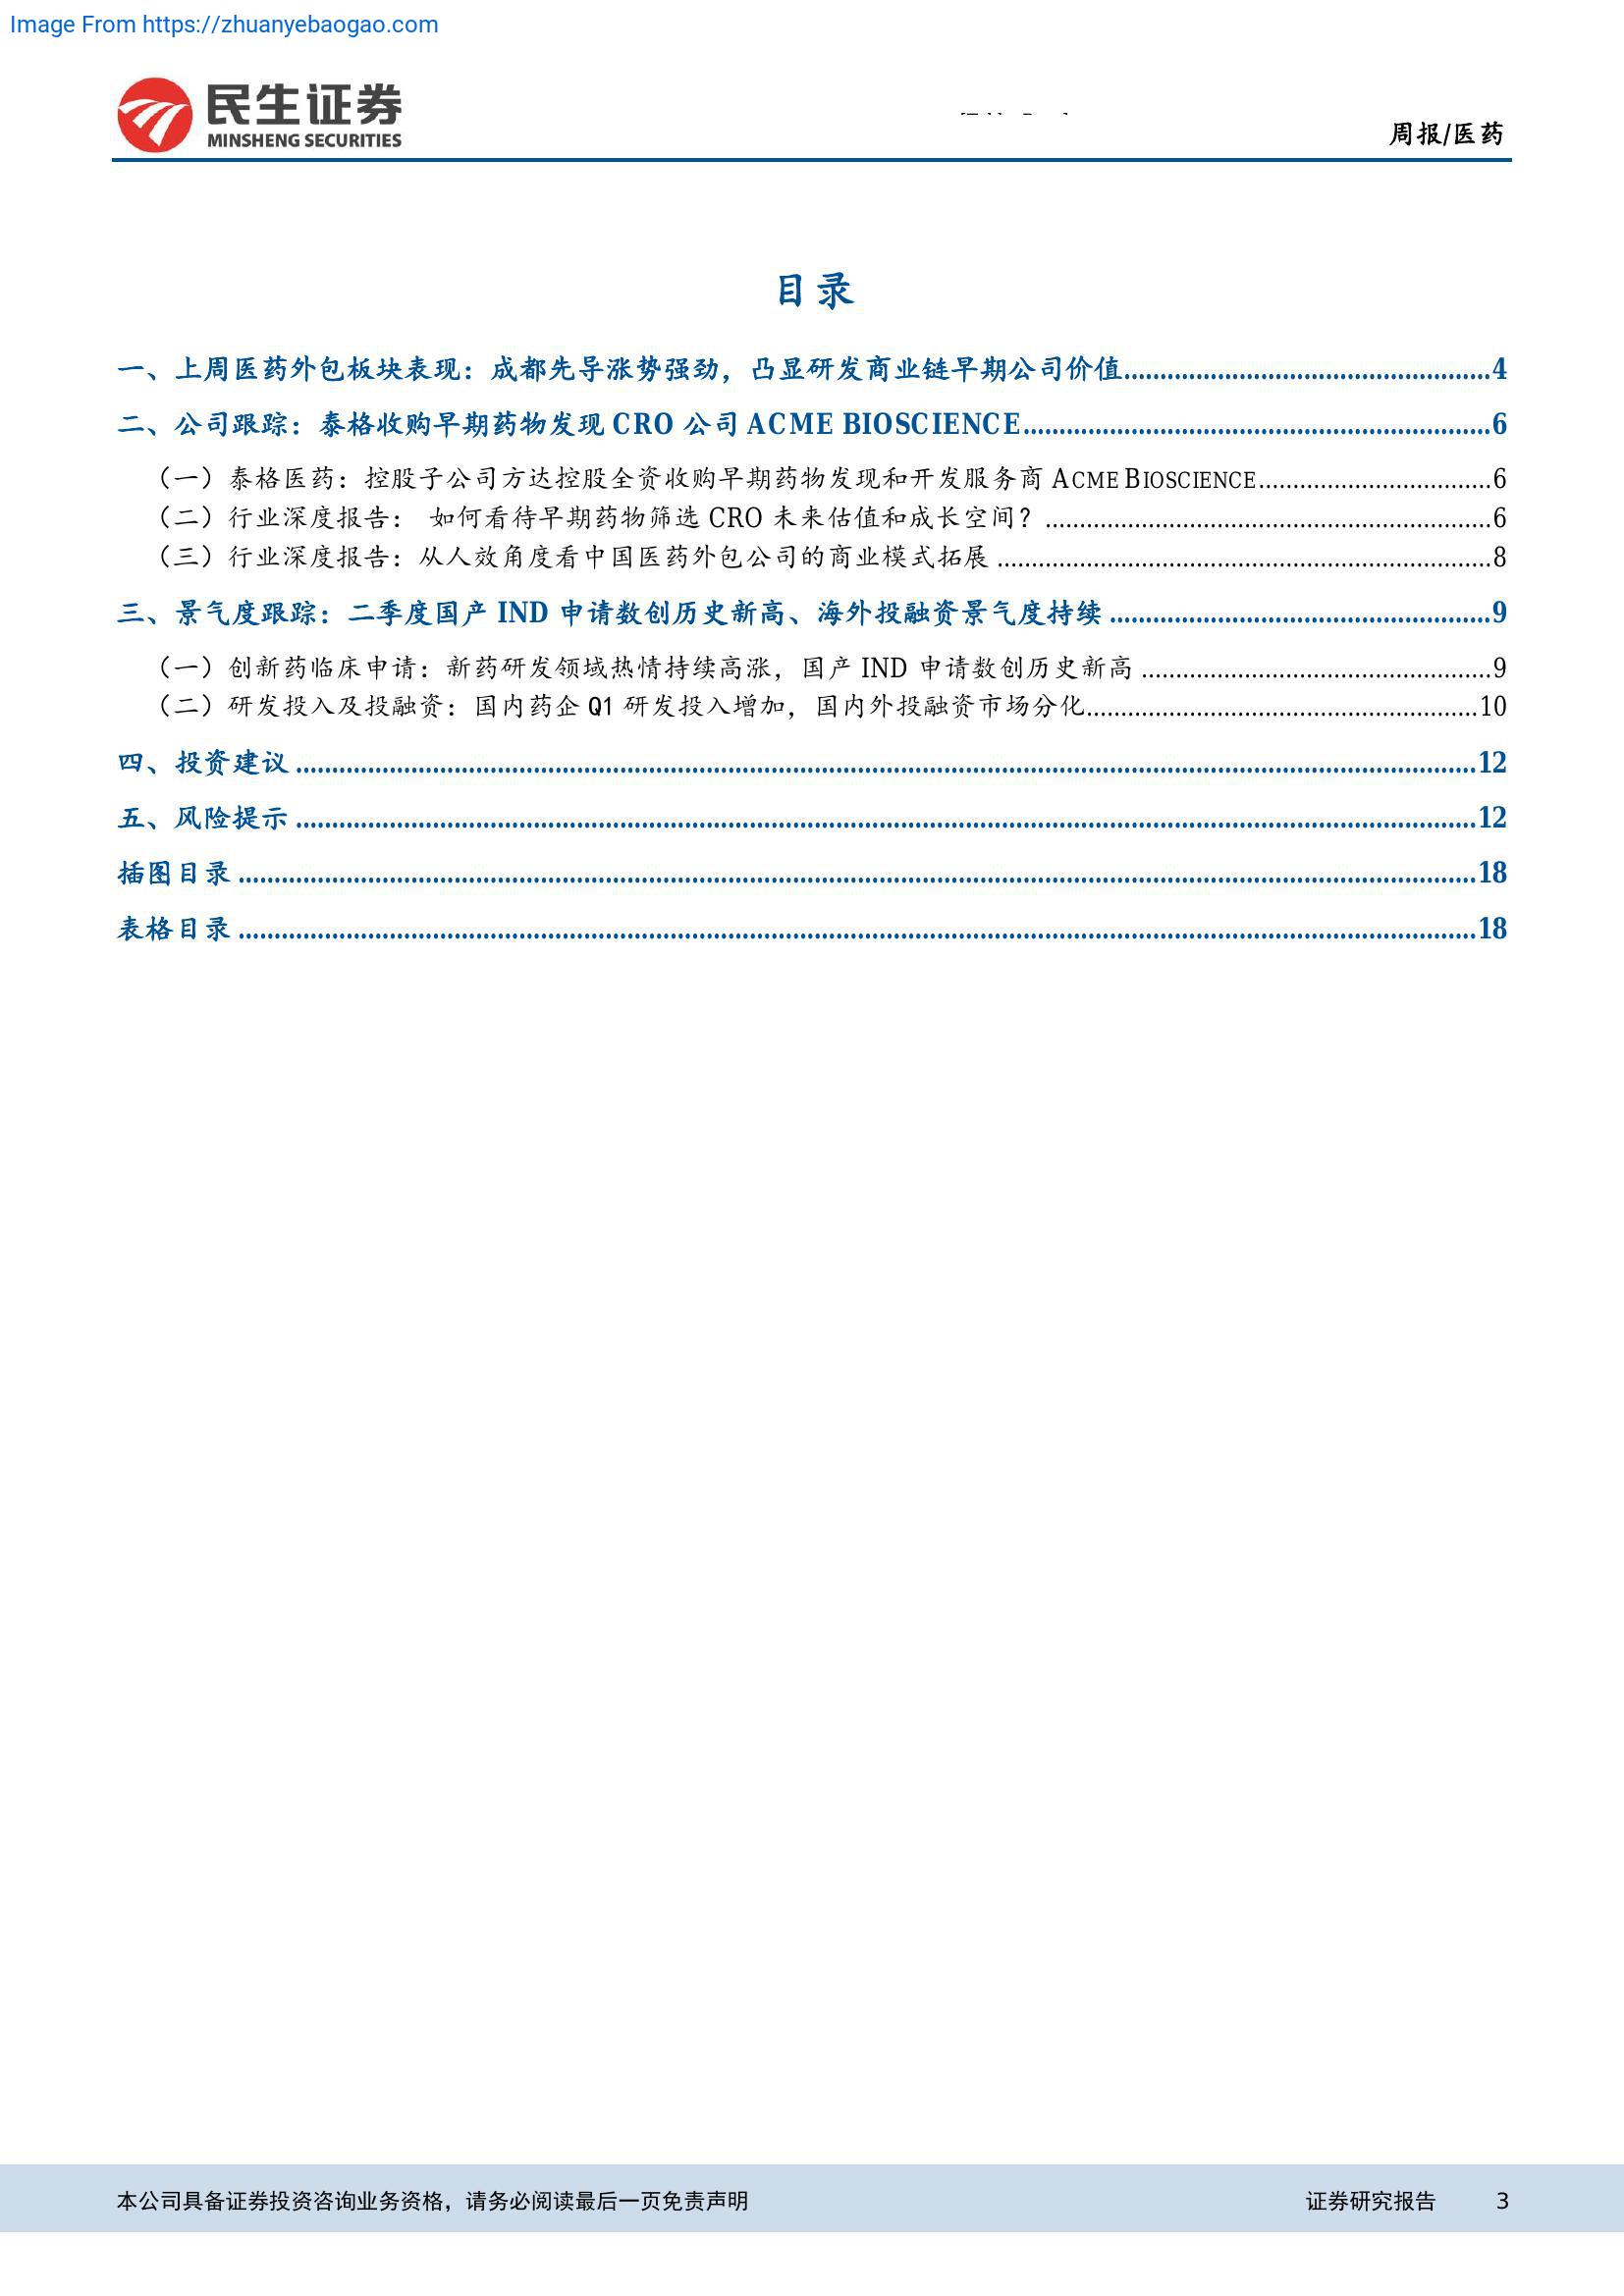 Image From https://zhuanyebaogao.com
民生证券
MINSHENG SECURITIES
周报/医药
目录
一、上周医药外包板块表现：成都先导涨势强劲，凸显研发商业链早期公司价值....................4
二、公司跟踪：泰格收购早期药物发现 CRO 公司 ACME BIOSCIENCE....................6
（一）泰格医药：控股子公司方达控股全资收购早期药物发现和开发服务商 ACME BIOSCIENCE....................6
（二）行业深度报告： 如何看待早期药物筛选 CRO 未来估值和成长空间？ ....................6
（三）行业深度报告：从人效角度看中国医药外包公司的商业模式拓展 ....................8
三、景气度跟踪：二季度国产 IND 申请数创历史新高、海外投融资景气度持续 ....................9
（一）创新药临床申请：新药研发领域热情持续高涨，国产 IND 申请数创历史新高 ....................9
（二）研发投入及投融资：国内药企 Q1 研发投入增加，国内外投融资市场分化....................10
四、投资建议 ....................12
五、风险提示 ....................12
插图目录 ....................18
表格目录 ....................18
本公司具备证券投资咨询业务资格，请务必阅读最后一页免责声明
证券研究报告 3